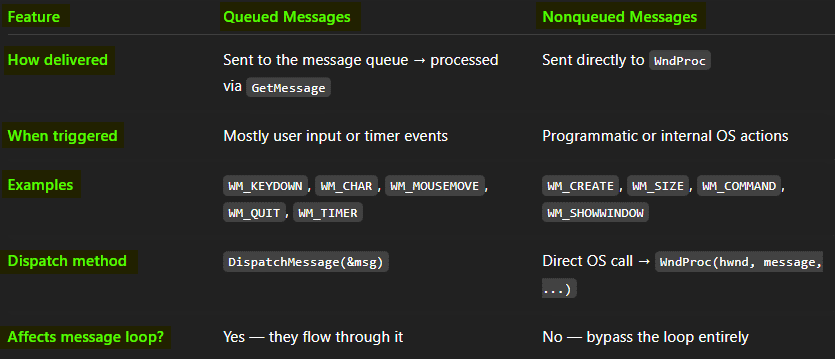 Feature Queued Messages Nonqueued Messages
How delivered Sent to the message queue → processed Sent directly to WndProc
via GetMessage
When triggered Mostly user input or timer events Programmatic or internal OS actions
Examples WM_KEYDOWN, WM_CHAR, WM_MOUSEMOVE, WM_CREATE, WM_SIZE, WM_COMMAND,
WM_QUIT, WM_TIMER WM_SHOWWINDOW
Dispatch method DispatchMessage(&msg) Direct OS call → WndProc(hwnd, message,
...)
Affects message loop? Yes — they flow through it No — bypass the loop entirely